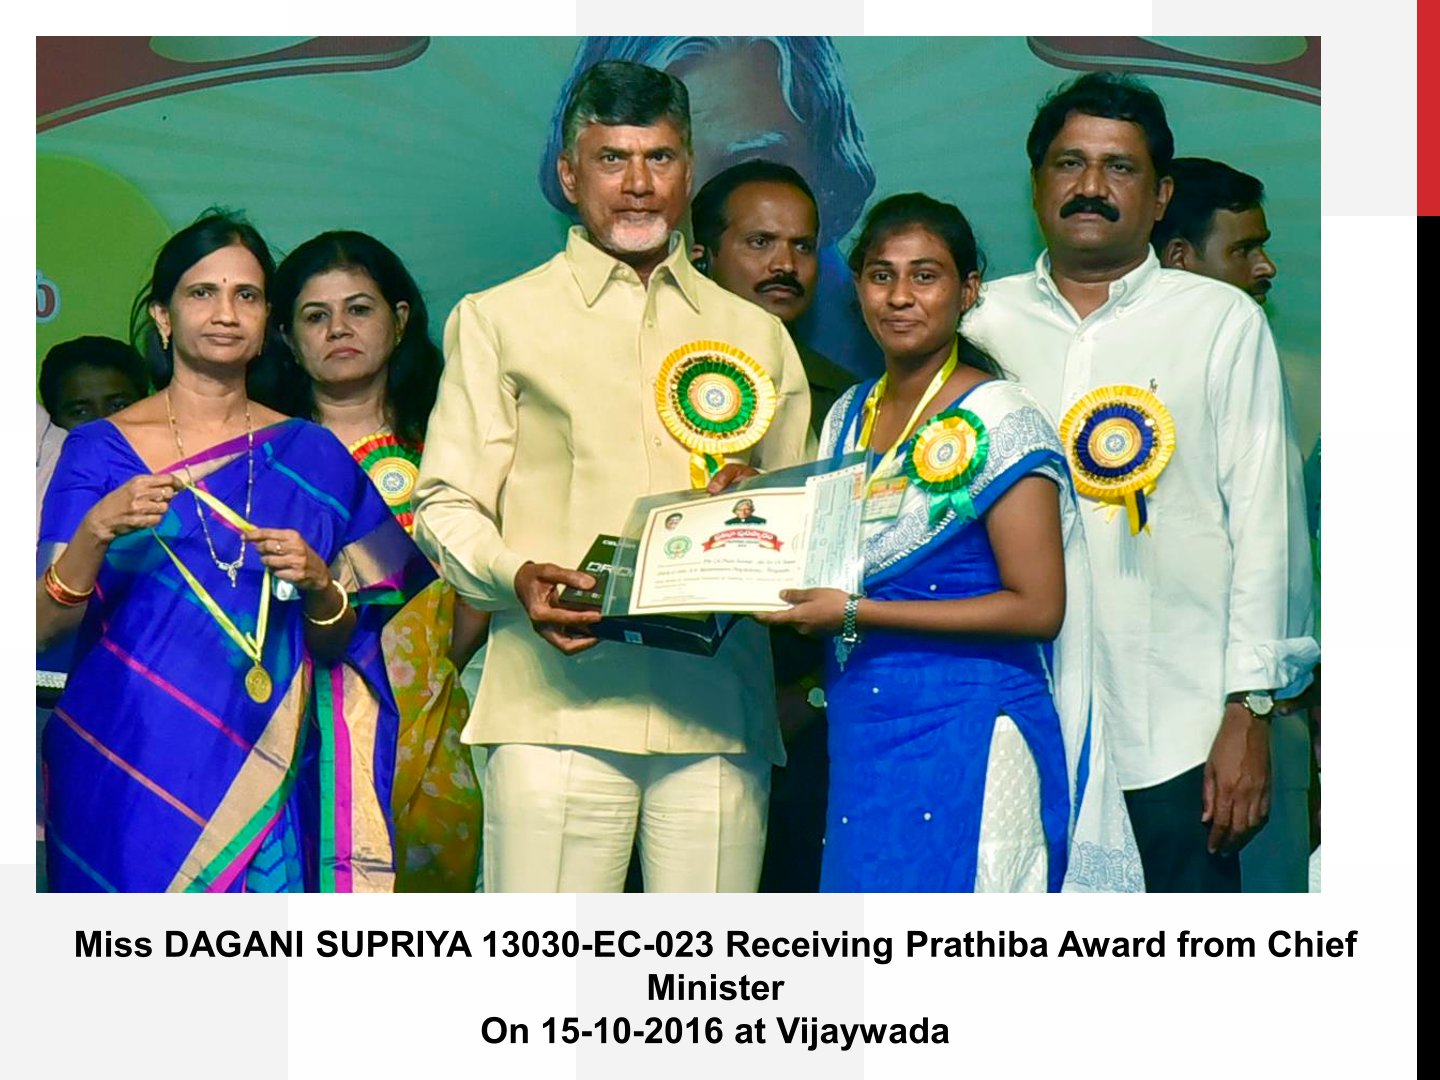 Miss DAGANI SUPRIYA 13030-EC-023 Receiving Prathiba Award from Chief
Minister
On 15-10-2016 at Vijaywada